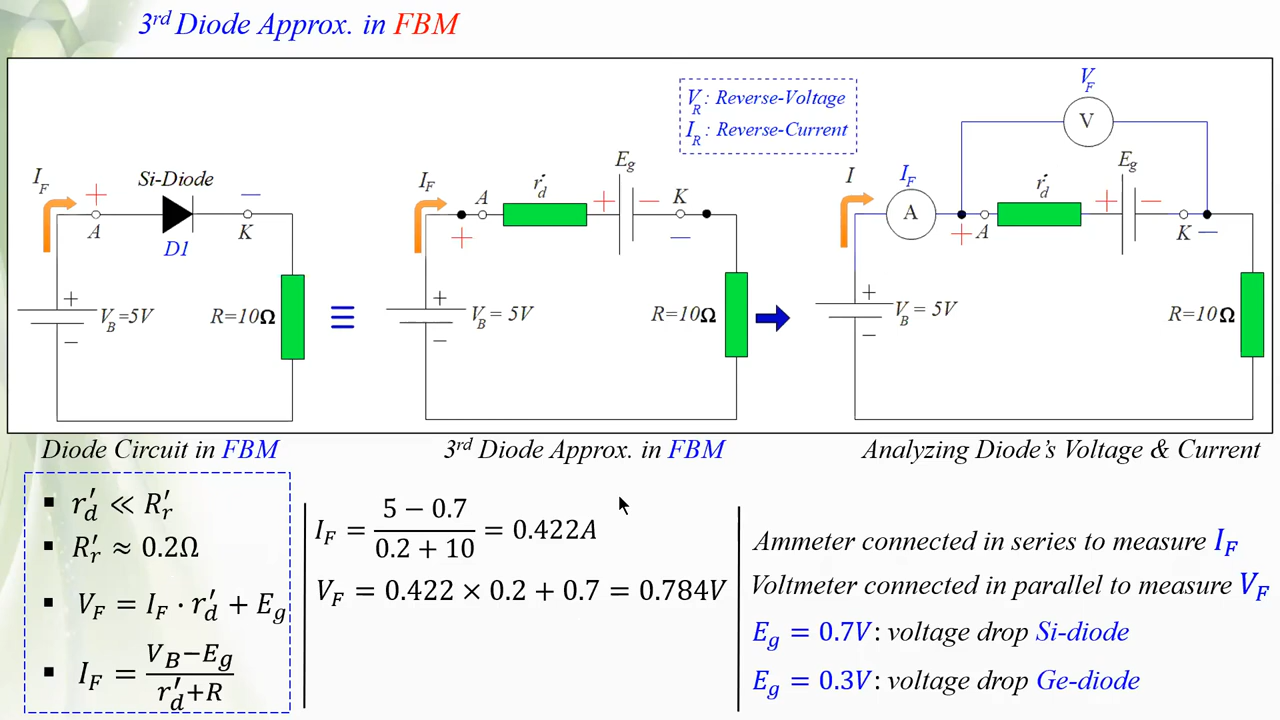 3rd Diode Approx. in FBM
VR : Reverse-Voltage
IR : Reverse-Current
IF
Si-Diode
+
−
A
K
D1
+
VB=5V
−
R=10Ω
≡
IF
A
r′d
+
Eg
−
K
+
−
+
VB = 5V
−
R=10Ω
VF
V
I
IF
A
r′d
+
Eg
−
+
A
K
−
+
VB = 5V
−
R=10Ω
Diode Circuit in FBM
3rd Diode Approx. in FBM
Analyzing Diode's Voltage & Current
▪ r′d ≪ R′r
▪ R′r ≈ 0.2Ω
▪ VF = IF · r′d + Eg
▪ IF = (VB−Eg)/(r′d+R)
IF = (5 − 0.7)/(0.2 + 10) = 0.422A
VF = 0.422 × 0.2 + 0.7 = 0.784V
Ammeter connected in series to measure IF
Voltmeter connected in parallel to measure VF
Eg = 0.7V: voltage drop Si-diode
Eg = 0.3V: voltage drop Ge-diode